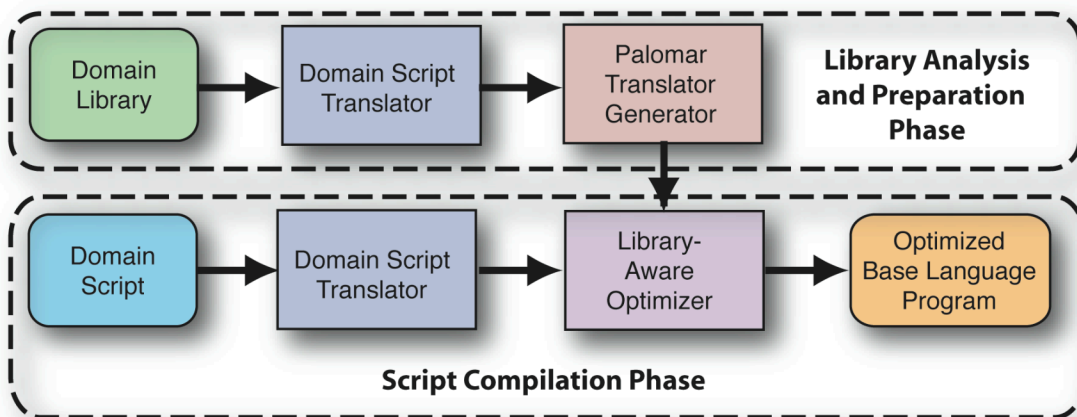 Domain
Library
Domain Script
Translator
Palomar
Translator
Generator
Library Analysis
and Preparation
Phase
Domain
Script
Domain Script
Translator
Library-
Aware
Optimizer
Optimized
Base Language
Program
Script Compilation Phase